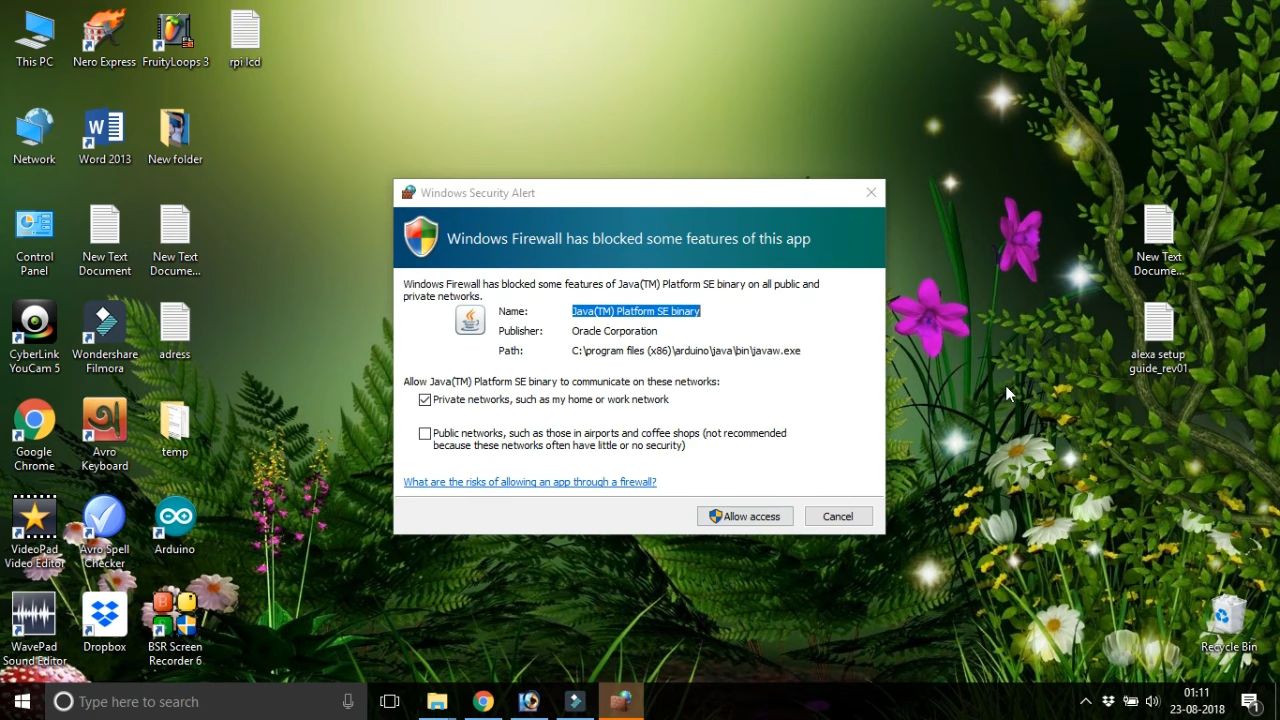 This PC
Nero Express
FruityLoops 3
rpi lcd
Network
Word 2013
New folder
Control
Panel
New Text
Document
New Text
Docume...
CyberLink
YouCam 5
Wondershare
Filmora
adress
Google
Chrome
Avro
Keyboard
temp
VideoPad
Video Editor
Avro Spell
Checker
Arduino
WavePad
Sound Editor
Dropbox
BSR Screen
Recorder 6
Windows Security Alert
Windows Firewall has blocked some features of this app
Windows Firewall has blocked some features of Java(TM) Platform SE binary on all public and
private networks.
Name: Java(TM) Platform SE binary
Publisher: Oracle Corporation
Path: C:\program files (x86)\arduino\java\bin\javaw.exe
Allow Java(TM) Platform SE binary to communicate on these networks:
Private networks, such as my home or work network
Public networks, such as those in airports and coffee shops (not recommended
because these networks often have little or no security)
What are the risks of allowing an app through a firewall?
Allow access
Cancel
New Text
Docume...
alexa setup
guide_rev01
Recycle Bin
Type here to search
01:11
23-08-2018
1